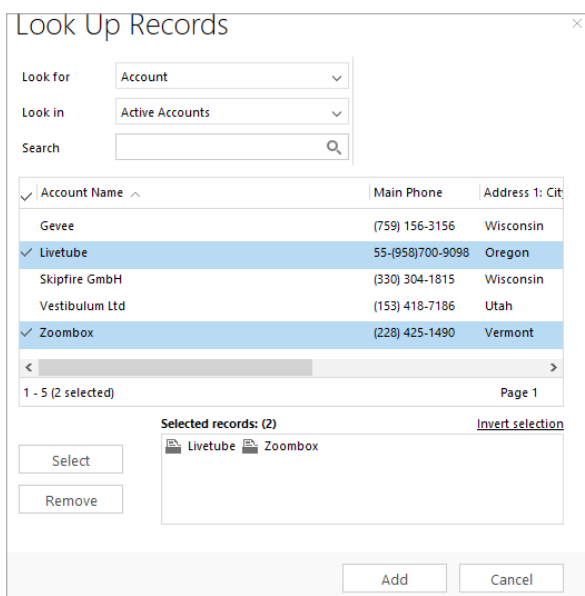 Look Up Records
Look for Account
Look in Active Accounts
Search
Account Name Main Phone Address 1: Cit
Gevee (759) 156-3156 Wisconsin
Livetube 55-(958)700-9098 Oregon
Skipfire GmbH (330) 304-1815 Wisconsin
Vestibulum Ltd (153) 418-7186 Utah
Zoombox (228) 425-1490 Vermont
1 - 5 (2 selected) Page 1
Selected records: (2) Invert selection
Livetube Zoombox
Select
Remove
Add Cancel